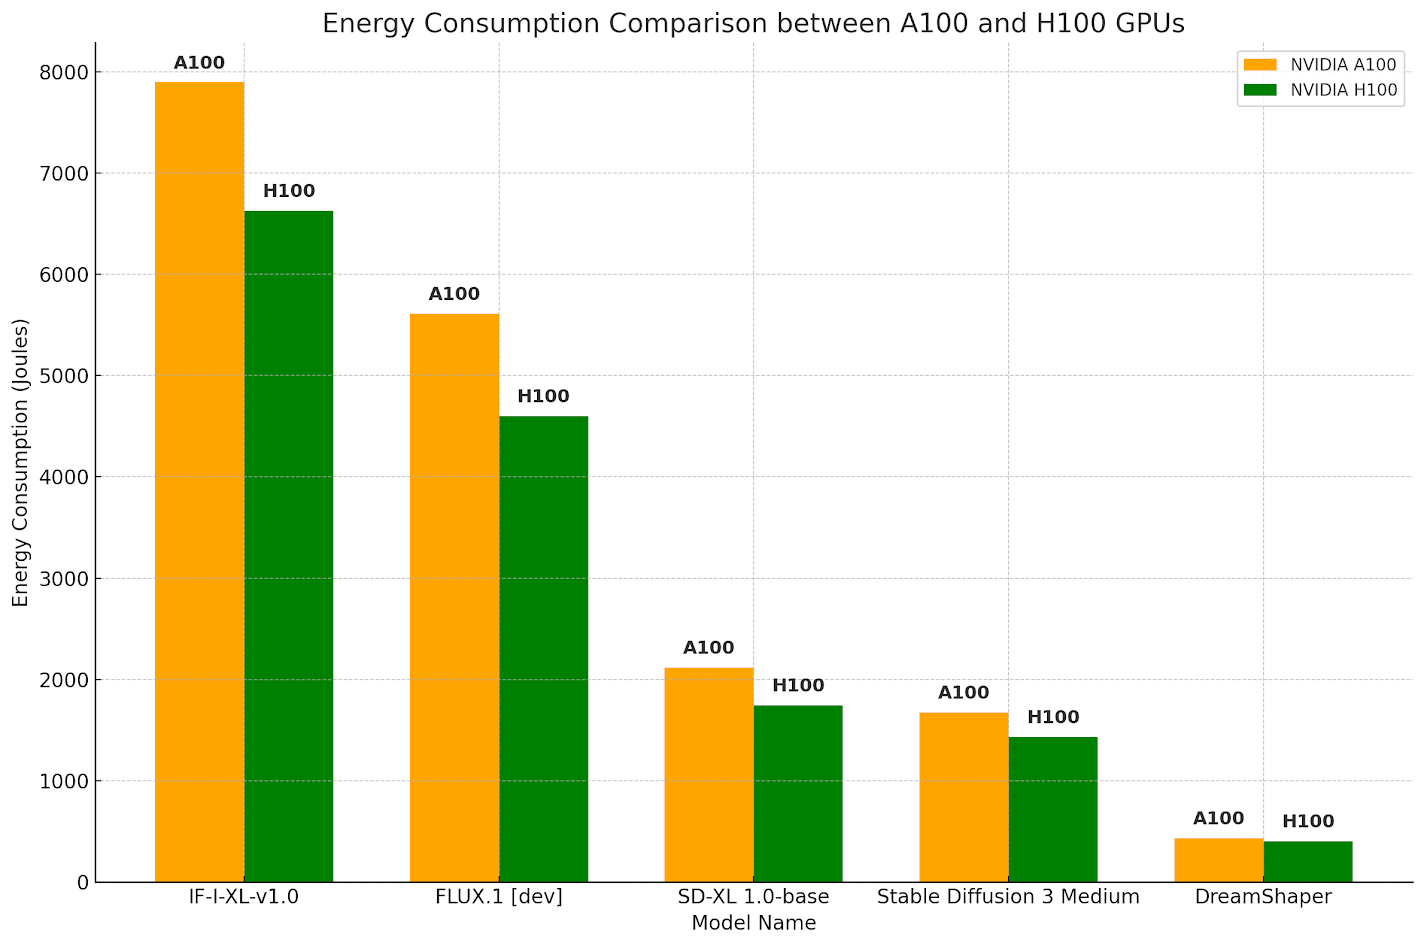 Energy Consumption Comparison between A100 and H100 GPUs
NVIDIA A100
NVIDIA H100
Energy Consumption (Joules)
8000
7000
6000
5000
4000
3000
2000
1000
0
A100
H100
A100
H100
A100
H100
A100
H100
A100
H100
IF-I-XL-v1.0
FLUX.1 [dev]
SD-XL 1.0-base
Stable Diffusion 3 Medium
DreamShaper
Model Name